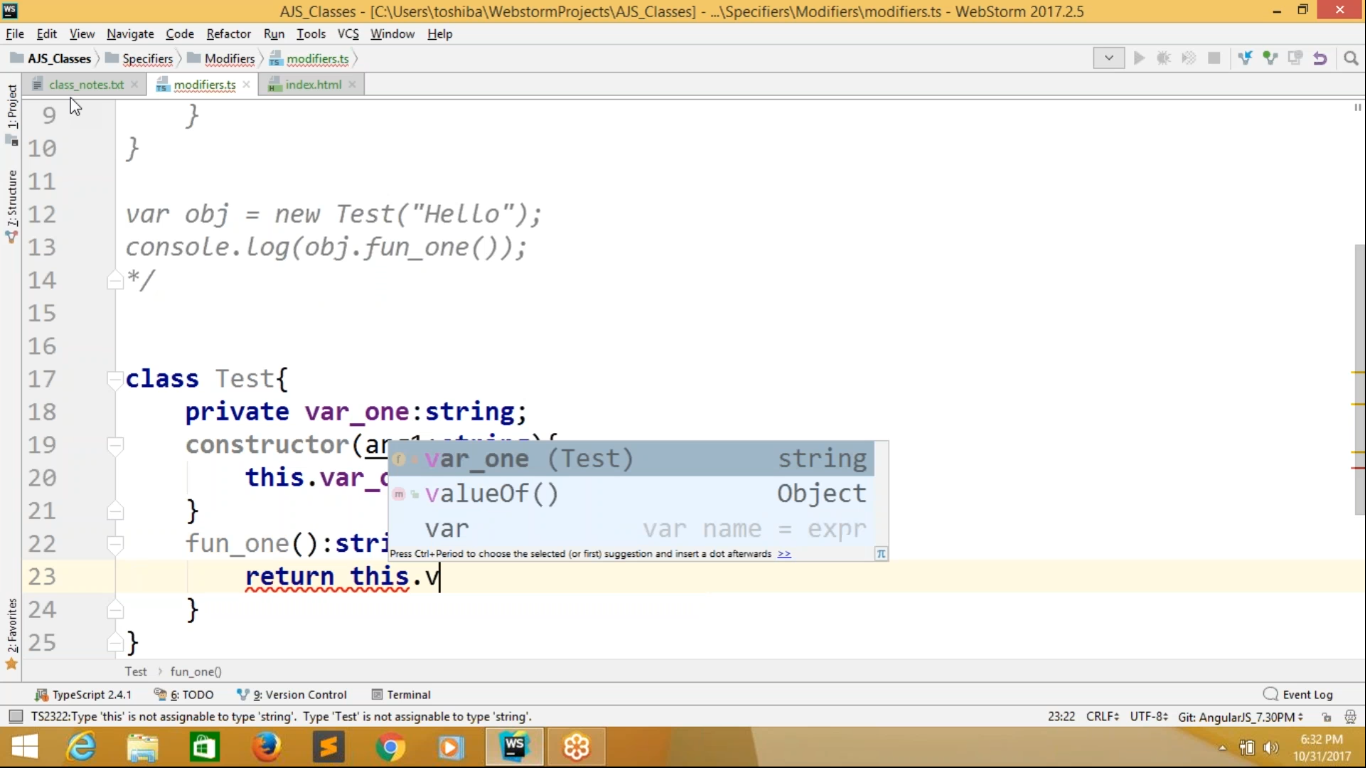 AJS_Classes - [C:\Users\toshiba\WebstormProjects\AJS_Classes] - ...\Specifiers\Modifiers\modifiers.ts - WebStorm 2017.2.5
File Edit View Navigate Code Refactor Run Tools VCS Window Help
AJS_Classes Specifiers Modifiers modifiers.ts
class_notes.txt modifiers.ts index.html
1: Project
7: Structure
2: Favorites
9 }
10 }
11
12 var obj = new Test("Hello");
13 console.log(obj.fun_one());
14 */
15
16
17 class Test{
18 private var_one:string;
19 constructor(arg1:string){
20 this.var_o
21 }
22 fun_one():stri
23 return this.v
24 }
25 }
var_one (Test) string
valueOf() Object
var var name = expr
Press Ctrl+Period to choose the selected (or first) suggestion and insert a dot afterwards >>
Test fun_one()
TypeScript 2.4.1 6: TODO 9: Version Control Terminal Event Log
TS2322:Type 'this' is not assignable to type 'string'. Type 'Test' is not assignable to type 'string'. 23:22 CRLF UTF-8 Git: AngularJS_7.30PM
WS
6:32 PM
10/31/2017